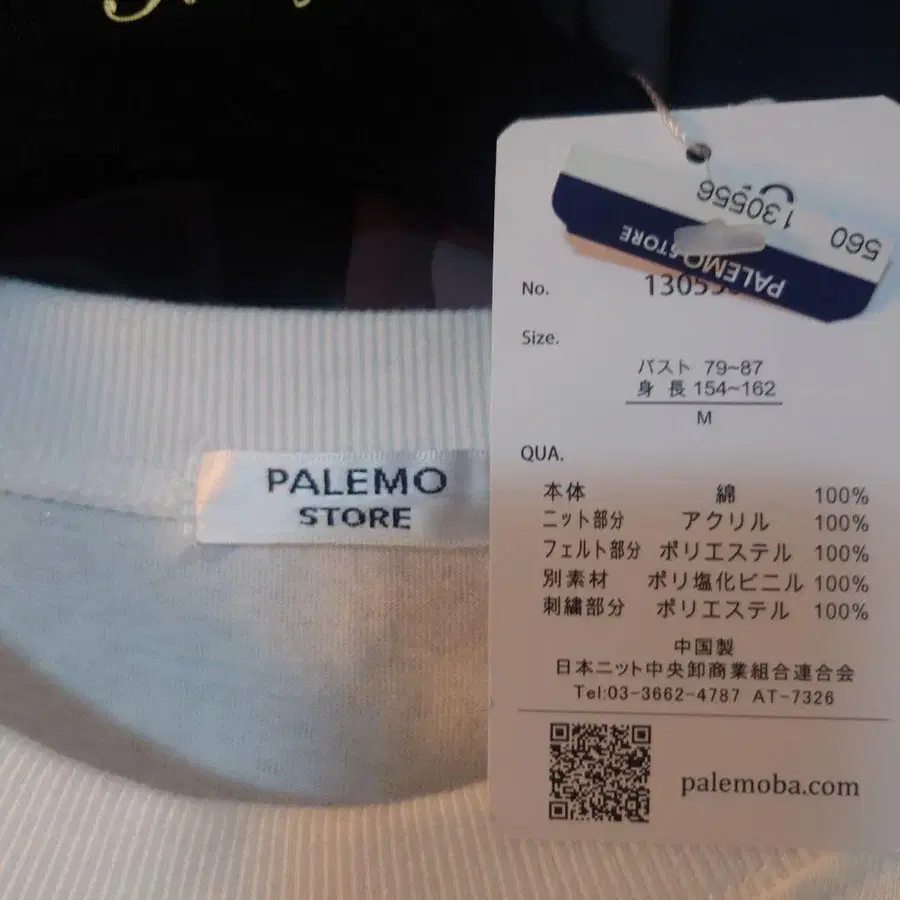 130556
560
PALEMO STORE
No. 1305
Size.
バスト 79~87
身 長 154~162
M
QUA.
本体 綿 100%
ニット部分 アクリル 100%
フェルト部分 ポリエステル 100%
別素材 ポリ塩化ビニル 100%
刺繍部分 ポリエステル 100%
中国製
日本ニット中央卸商業組合連合会
Tel:03-3662-4787 AT-7326
palemoba.com
PALEMO
STORE